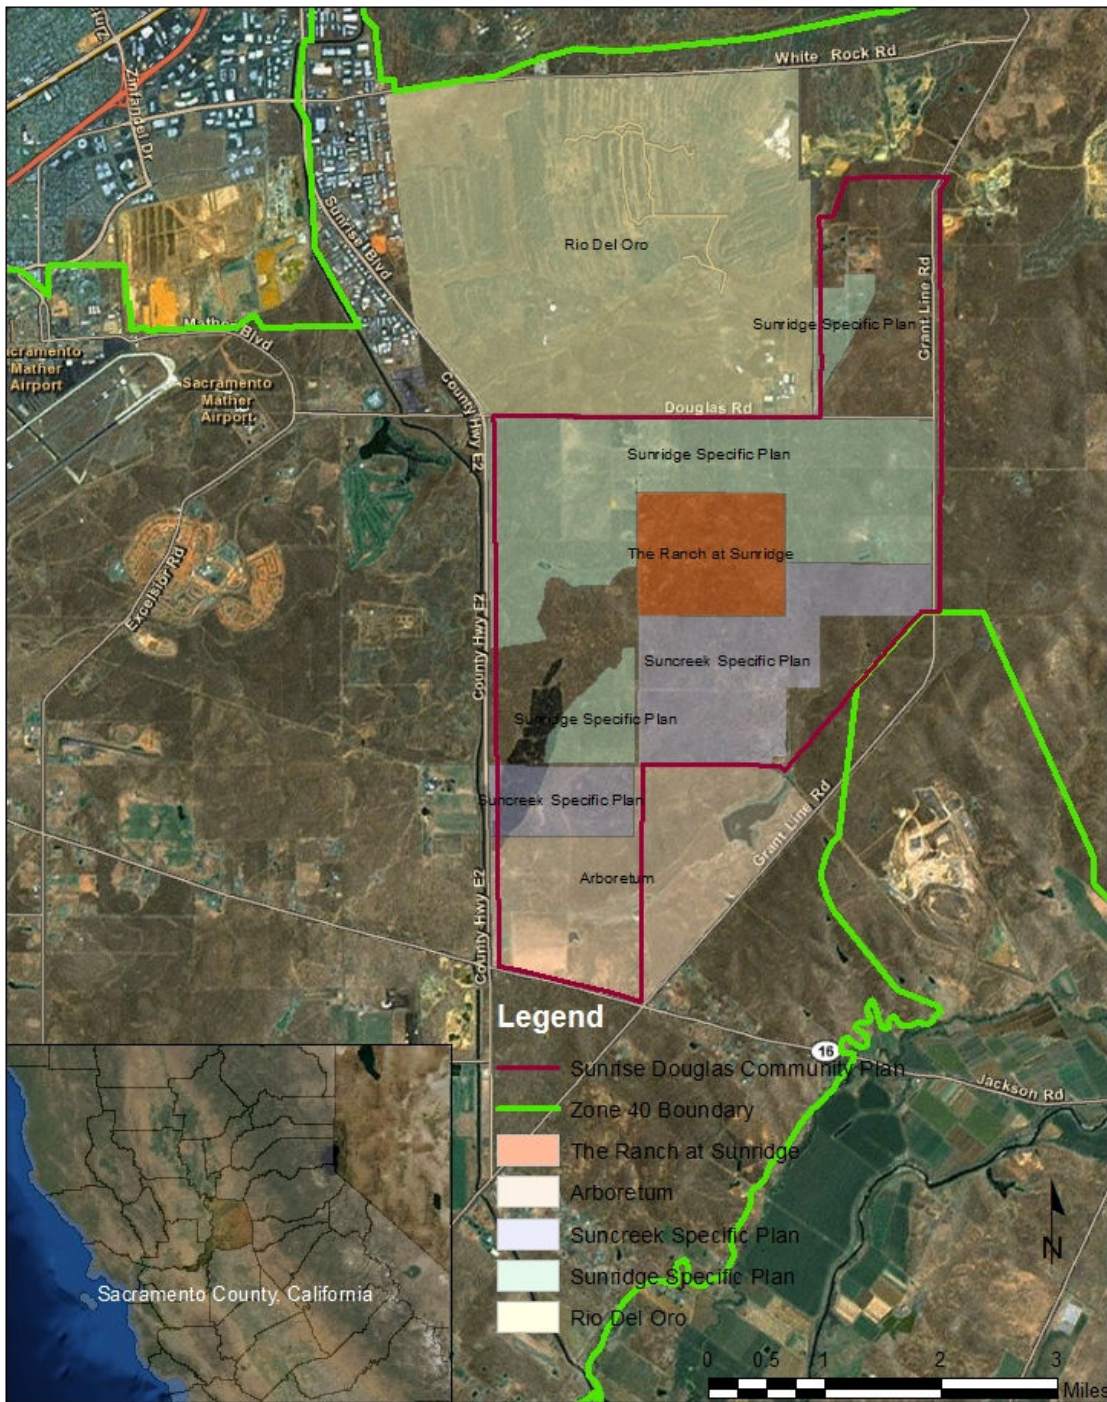 White Rock Rd
Zinfandel Dr
Sunrise Blvd
Rio Del Oro
Grant Line Rd
Sunridge Specific Plan
Mather Blvd
Sacramento
Mather
Airport
Sacramento
Mather
Airport
County Hwy E2
Douglas Rd
Sunridge Specific Plan
The Ranch at Sunridge
Excelsior Rd
County Hwy E2
Suncreek Specific Plan
Sunridge Specific Plan
Suncreek Specific Plan
Grant Line Rd
Arboretum
County Hwy E2
Legend
Sunrise Douglas Community Plan
16
Jackson Rd
Zone 40 Boundary
The Ranch at Sunridge
Arboretum
Suncreek Specific Plan
Sunridge Specific Plan
Rio Del Oro
N
Sacramento County, California
0 0.5 1 2 3
Miles